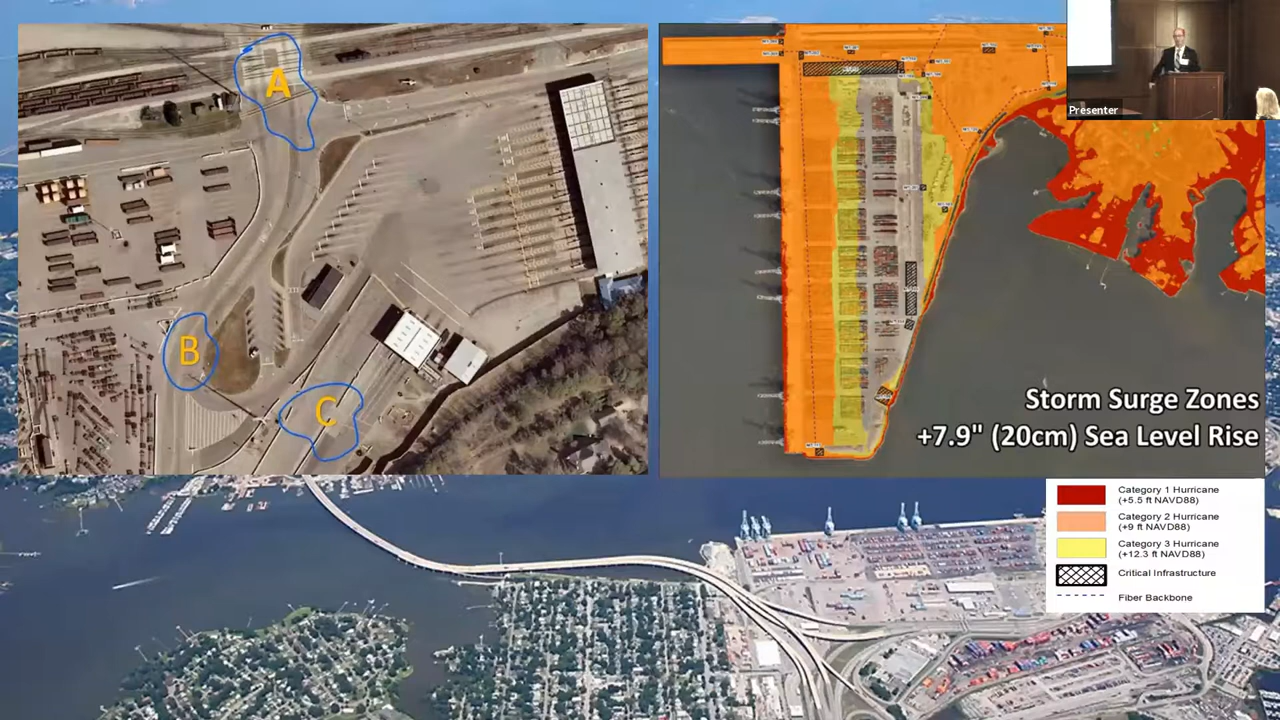 A
B
C
Presenter
Storm Surge Zones
+7.9" (20cm) Sea Level Rise
Category 1 Hurricane
(+5.5 ft NAVD88)
Category 2 Hurricane
(+9 ft NAVD88)
Category 3 Hurricane
(+12.3 ft NAVD88)
Critical Infrastructure
Fiber Backbone